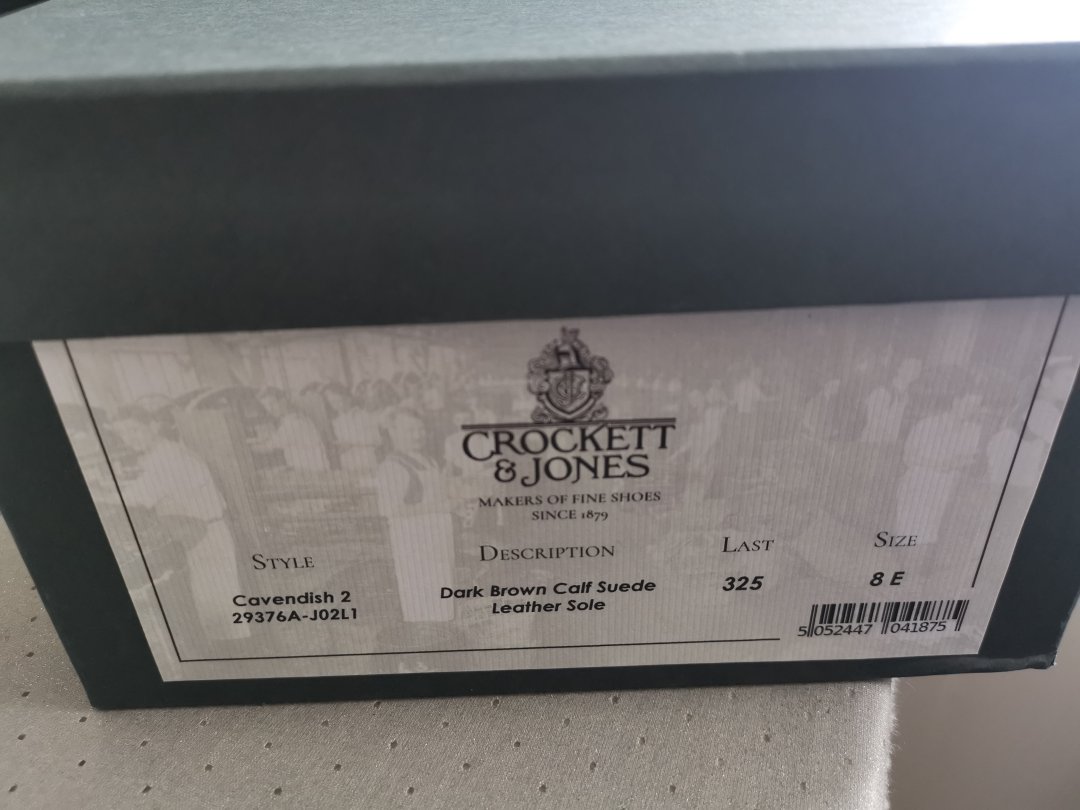 CROCKETT
& JONES
MAKERS OF FINE SHOES
SINCE 1879
STYLE
Cavendish 2
29376A-J02L1
DESCRIPTION
Dark Brown Calf Suede
Leather Sole
LAST
325
SIZE
8 E
5 052447 041875